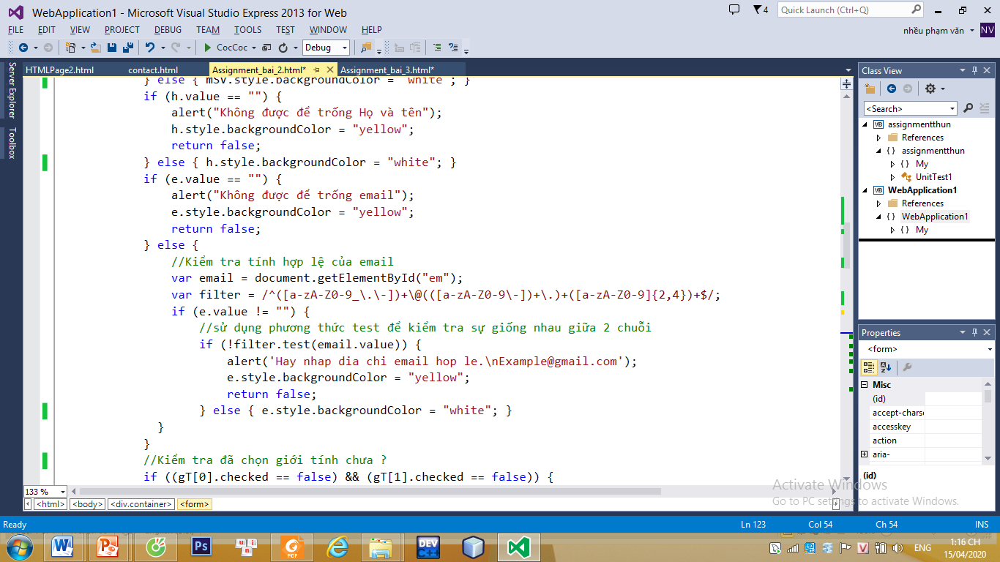 WebApplication1 - Microsoft Visual Studio Express 2013 for Web
4
Quick Launch (Ctrl+Q)
FILE EDIT VIEW PROJECT DEBUG TEAM TOOLS TEST WINDOW HELP
nhều phạm văn NV
CocCoc Debug
Server Explorer
Toolbox
HTMLPage2.html contact.html Assignment_bai_2.html* Assignment_bai_3.html*
} else { mSV.style.backgroundColor = "white"; }
if (h.value == "") {
alert("Không được để trống Họ và tên");
h.style.backgroundColor = "yellow";
return false;
} else { h.style.backgroundColor = "white"; }
if (e.value == "") {
alert("Không được để trống email");
e.style.backgroundColor = "yellow";
return false;
} else {
//Kiểm tra tính hợp lệ của email
var email = document.getElementById("em");
var filter = /^([a-zA-Z0-9_\.\-])+\@(([a-zA-Z0-9\-])+\.)+([a-zA-Z0-9]{2,4})+$/;
if (e.value != "") {
//sử dụng phương thức test để kiểm tra sự giống nhau giữa 2 chuỗi
if (!filter.test(email.value)) {
alert('Hay nhap dia chi email hop le.\nExample@gmail.com');
e.style.backgroundColor = "yellow";
return false;
} else { e.style.backgroundColor = "white"; }
}
}
//Kiểm tra đã chọn giới tính chưa ?
if ((gT[0].checked == false) && (gT[1].checked == false)) {
133 %
<html> <body> <div.container> <form>
Class View
<Search>
VB assignmentthun
References
{ } assignmentthun
{ } My
UnitTest1
VB WebApplication1
References
{ } WebApplication1
{ } My
Properties
<form>
Misc
(id)
accept-charse
accesskey
action
aria-
(id)
Activate Windows
Go to PC settings to activate Windows.
Ready Ln 123 Col 54 Ch 54 INS
ENG
1:16 CH
15/04/2020